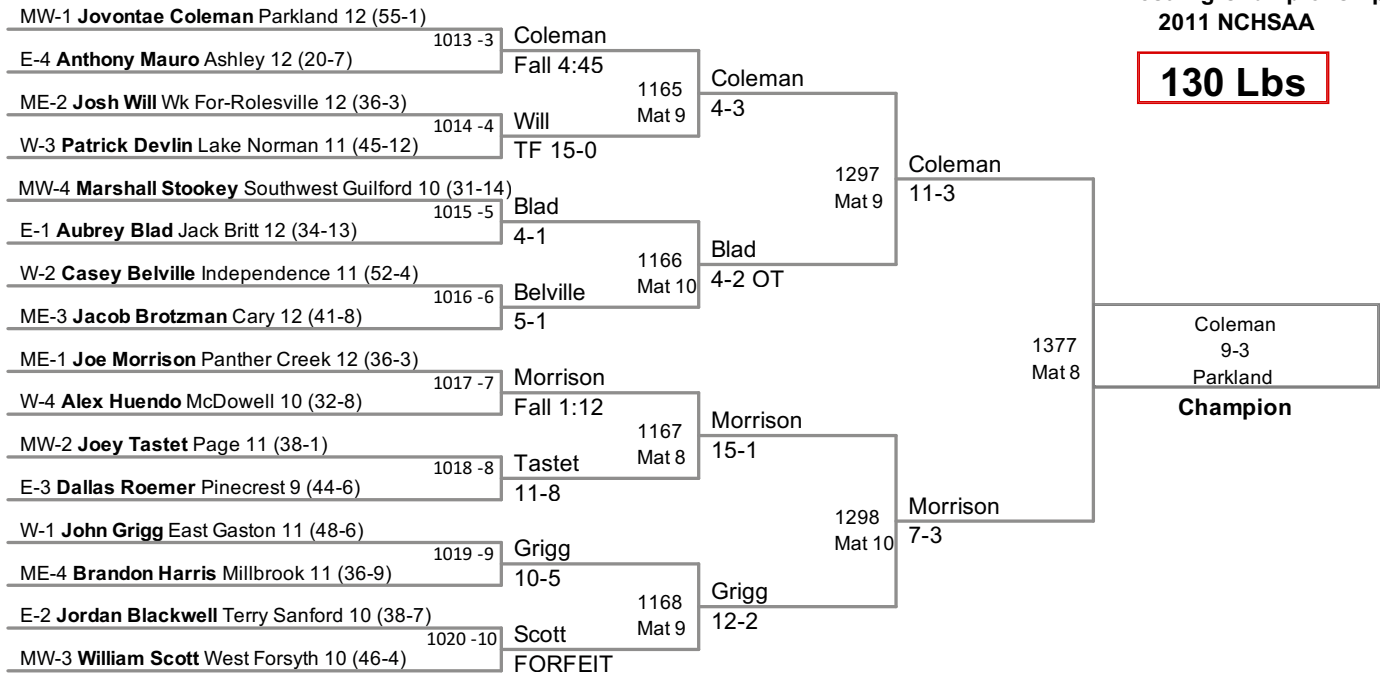 2011 NCHSAA
130 Lbs
MW-1 Jovontae Coleman Parkland 12 (55-1)
1013 -3
Coleman
Fall 4:45
E-4 Anthony Mauro Ashley 12 (20-7)
1165
Mat 9
Coleman
4-3
ME-2 Josh Will Wk For-Rolesville 12 (36-3)
1014 -4
Will
TF 15-0
W-3 Patrick Devlin Lake Norman 11 (45-12)
1297
Mat 9
Coleman
11-3
MW-4 Marshall Stookey Southwest Guilford 10 (31-14)
1015 -5
Blad
4-1
E-1 Aubrey Blad Jack Britt 12 (34-13)
1166
Mat 10
Blad
4-2 OT
W-2 Casey Belville Independence 11 (52-4)
1016 -6
Belville
5-1
ME-3 Jacob Brotzman Cary 12 (41-8)
1377
Mat 8
Coleman
9-3
Parkland
Champion
ME-1 Joe Morrison Panther Creek 12 (36-3)
1017 -7
Morrison
Fall 1:12
W-4 Alex Huendo McDowell 10 (32-8)
1167
Mat 8
Morrison
15-1
MW-2 Joey Tastet Page 11 (38-1)
1018 -8
Tastet
11-8
E-3 Dallas Roemer Pinecrest 9 (44-6)
1298
Mat 10
Morrison
7-3
W-1 John Grigg East Gaston 11 (48-6)
1019 -9
Grigg
10-5
ME-4 Brandon Harris Millbrook 11 (36-9)
1168
Mat 9
Grigg
12-2
E-2 Jordan Blackwell Terry Sanford 10 (38-7)
1020 -10
Scott
FORFEIT
MW-3 William Scott West Forsyth 10 (46-4)